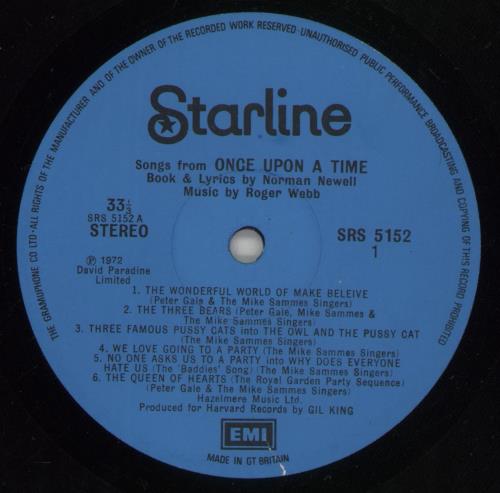 THE GRAMOPHONE CO LTD · ALL RIGHTS OF THE MANUFACTURER AND OF THE OWNER OF THE RECORDED WORK RESERVED · UNAUTHORISED PUBLIC PERFORMANCE BROADCASTING AND COPYING OF THIS RECORD PROHIBITED
Starline
Songs from ONCE UPON A TIME
Book & Lyrics by Norman Newell
Music by Roger Webb
33⅓
SRS 5152 A
STEREO
SRS 5152
1
℗ 1972
David Paradine
Limited
1. THE WONDERFUL WORLD OF MAKE BELEIVE
(Peter Gale & The Mike Sammes Singers)
2. THE THREE BEARS (Peter Gale, Mike Sammes &
The Mike Sammes Singers)
3. THREE FAMOUS PUSSY CATS into THE OWL AND THE PUSSY CAT
(The Mike Sammes Singers)
4. WE LOVE GOING TO A PARTY (The Mike Sammes Singers)
5. NO ONE ASKS US TO A PARTY into WHY DOES EVERYONE
HATE US (The 'Baddies' Song) (The Mike Sammes Singers)
6. THE QUEEN OF HEARTS (The Royal Garden Party Sequence)
(Peter Gale & The Mike Sammes Singers)
Hazelmere Music Ltd.
Produced for Harvard Records by GIL KING
EMI
MADE IN GT BRITAIN